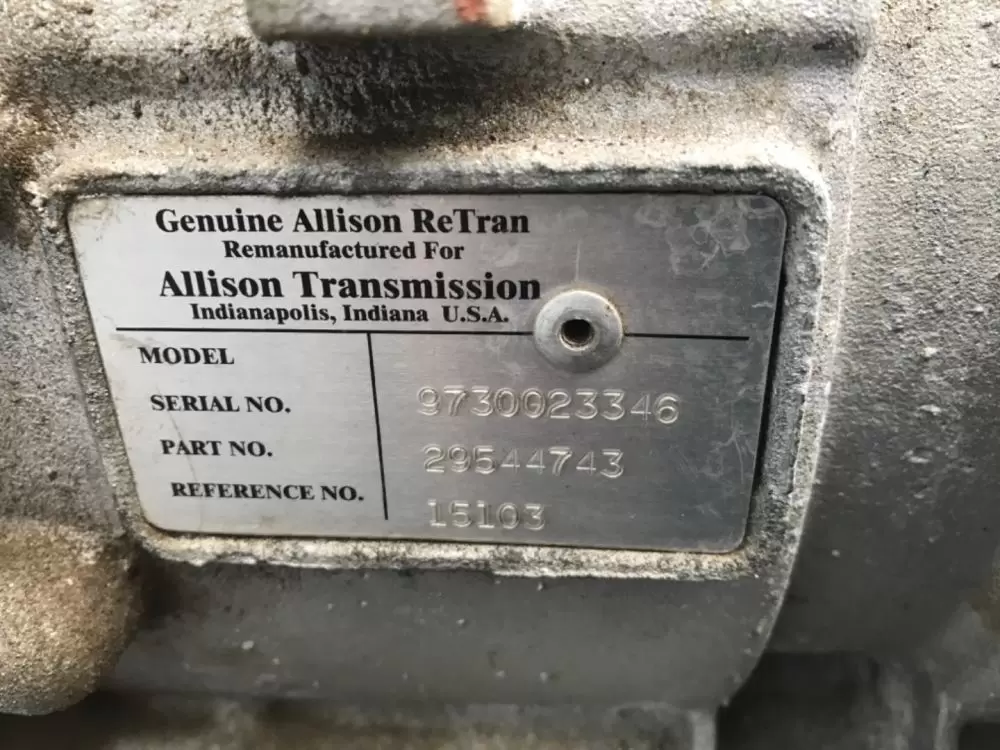 Genuine Allison ReTran
Remanufactured For
Allison Transmission
Indianapolis, Indiana U.S.A.
MODEL
SERIAL NO. 9730023346
PART NO. 29544743
REFERENCE NO. 15103